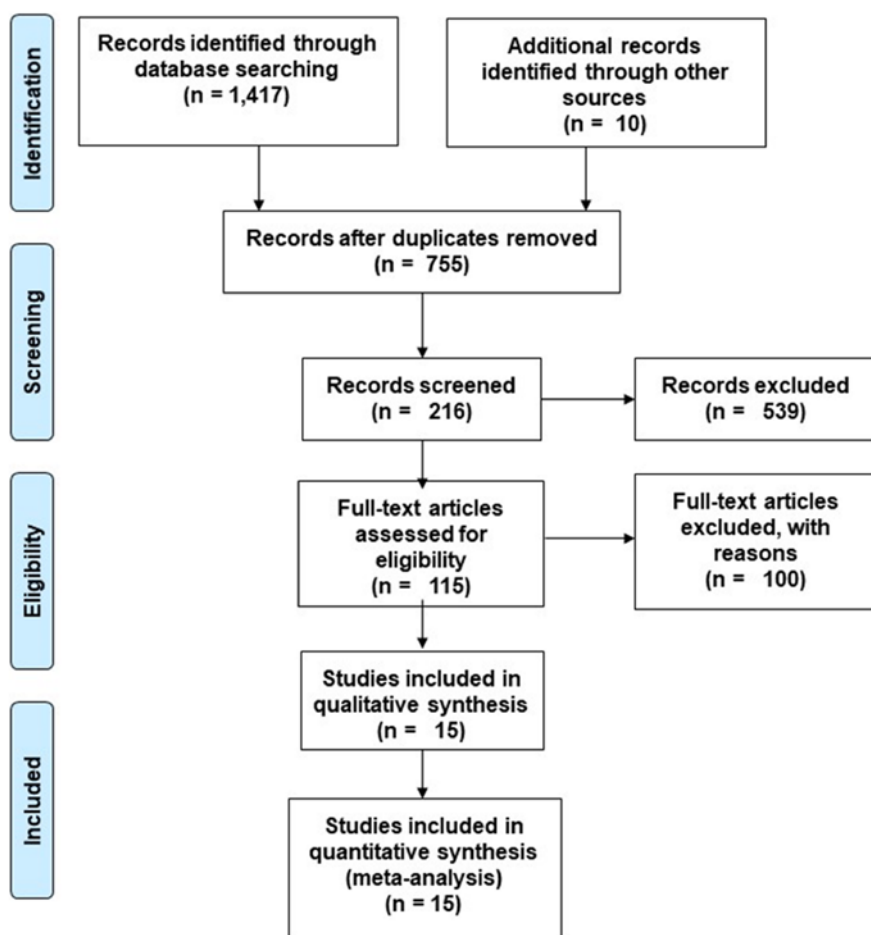 Identification
Records identified through
database searching
(n = 1,417)
Additional records
identified through other
sources
(n = 10)
Records after duplicates removed
(n = 755)
Screening
Records screened
(n = 216)
Records excluded
(n = 539)
Eligibility
Full-text articles
assessed for
eligibility
(n = 115)
Full-text articles
excluded, with
reasons
(n = 100)
Studies included in
qualitative synthesis
(n = 15)
Included
Studies included in
quantitative synthesis
(meta-analysis)
(n = 15)